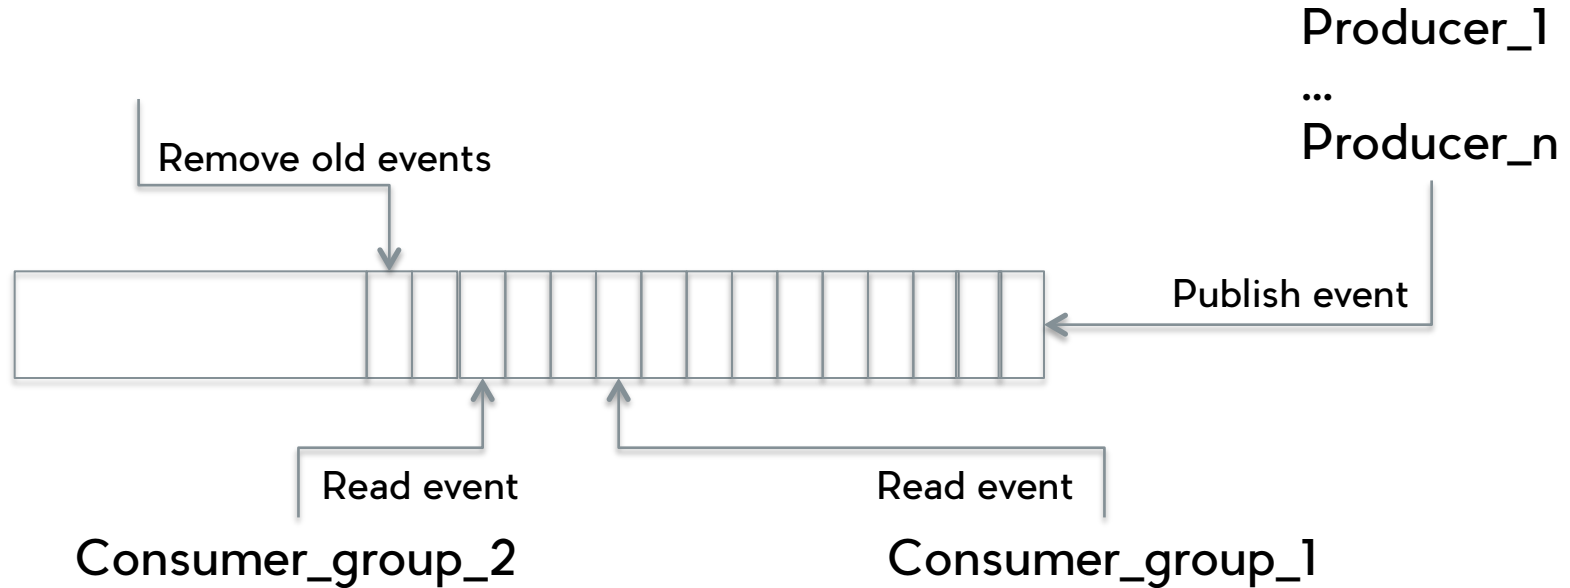 Producer_1
...
Producer_n
Remove old events
Publish event
Read event
Read event
Consumer_group_2
Consumer_group_1